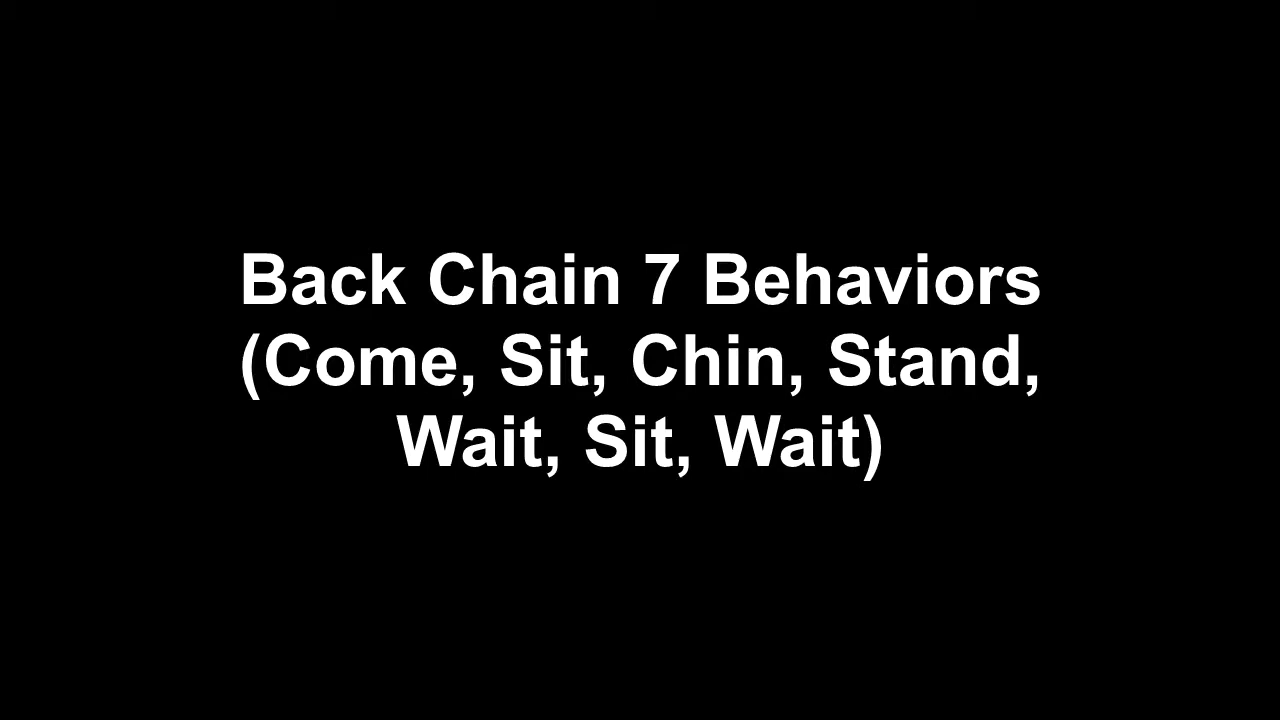 Back Chain 7 Behaviors
(Come, Sit, Chin, Stand,
Wait, Sit, Wait)